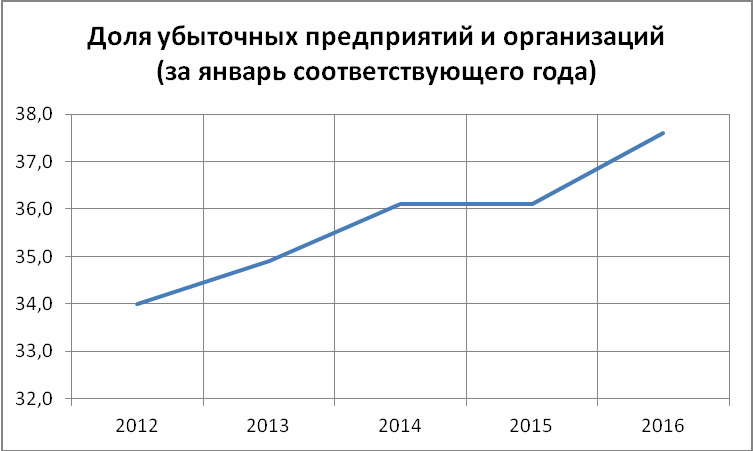 Доля убыточных предприятий и организаций
(за январь соответствующего года)
38,0
37,0
36,0
35,0
34,0
33,0
32,0
2012 2013 2014 2015 2016